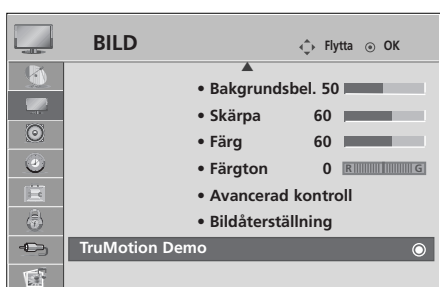 BILD Flytta OK
• Bakgrundsbel. 50
• Skärpa 60
• Färg 60
• Färgton 0 R G
• Avancerad kontroll
• Bildåterställning
TruMotion Demo